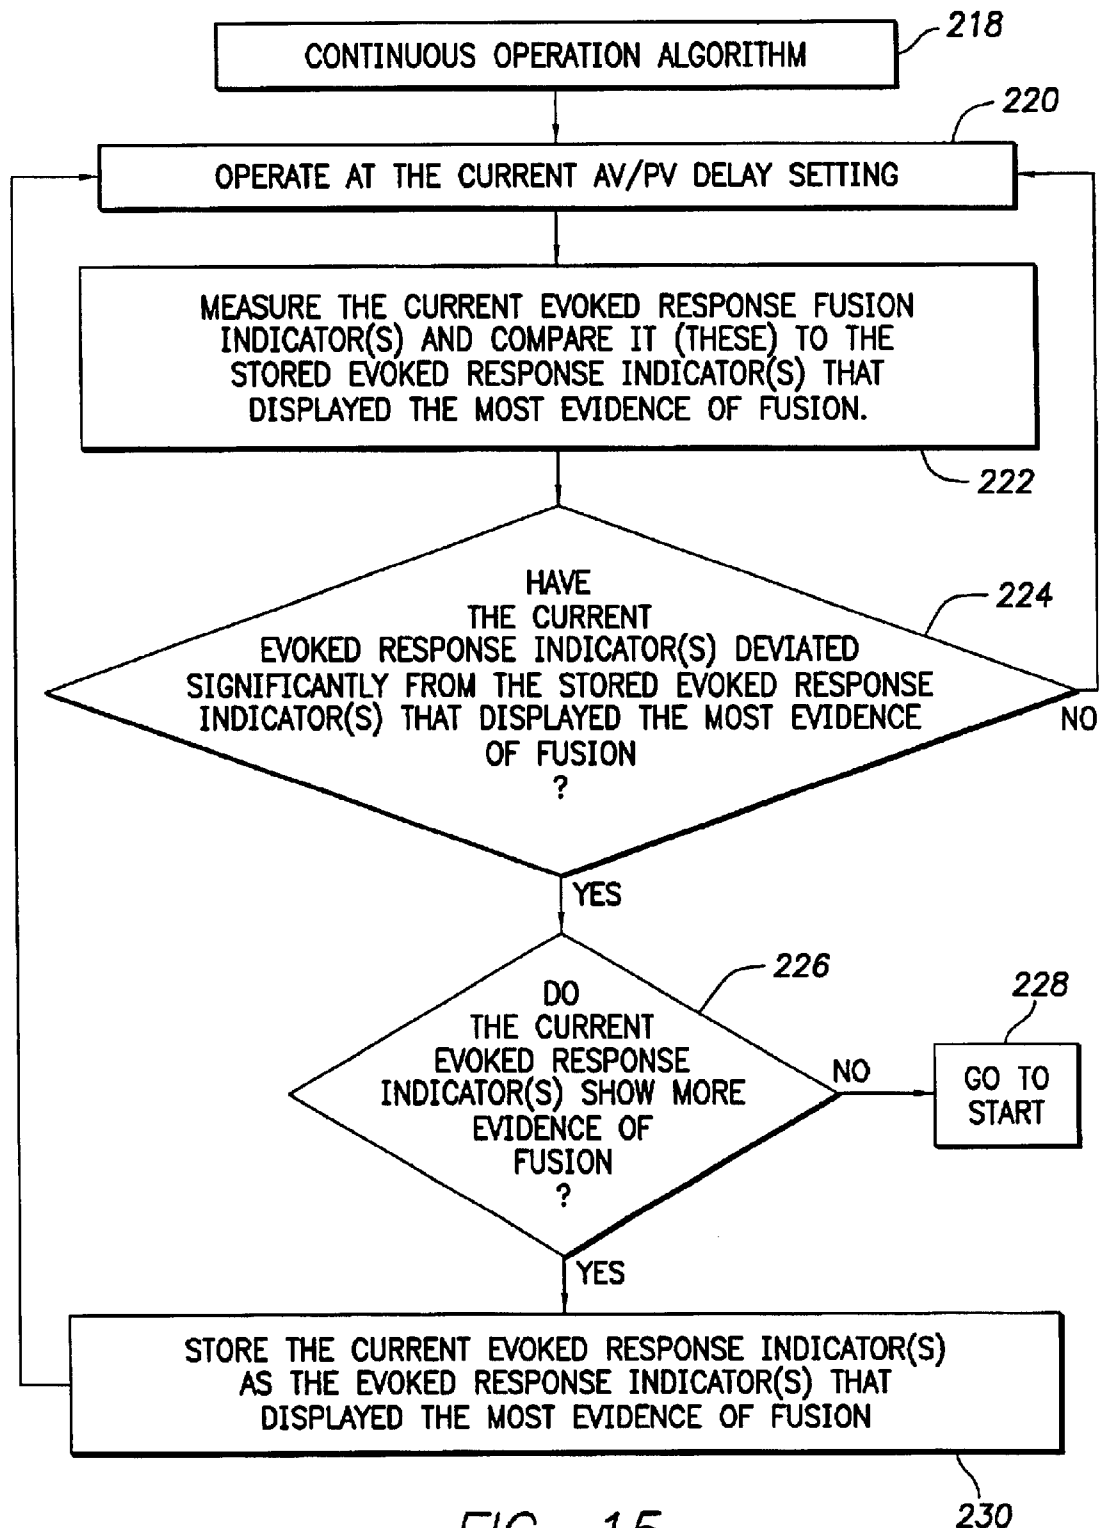 218
CONTINUOUS OPERATION ALGORITHM
220
OPERATE AT THE CURRENT AV/PV DELAY SETTING
MEASURE THE CURRENT EVOKED RESPONSE FUSION
INDICATOR(S) AND COMPARE IT (THESE) TO THE
STORED EVOKED RESPONSE INDICATOR(S) THAT
DISPLAYED THE MOST EVIDENCE OF FUSION.
222
HAVE
THE CURRENT
EVOKED RESPONSE INDICATOR(S) DEVIATED
SIGNIFICANTLY FROM THE STORED EVOKED RESPONSE
INDICATOR(S) THAT DISPLAYED THE MOST EVIDENCE
OF FUSION
?
224
NO
YES
DO
THE CURRENT
EVOKED RESPONSE
INDICATOR(S) SHOW MORE
EVIDENCE OF
FUSION
?
226
NO
228
GO TO
START
YES
STORE THE CURRENT EVOKED RESPONSE INDICATOR(S)
AS THE EVOKED RESPONSE INDICATOR(S) THAT
DISPLAYED THE MOST EVIDENCE OF FUSION
230
FIG. 15